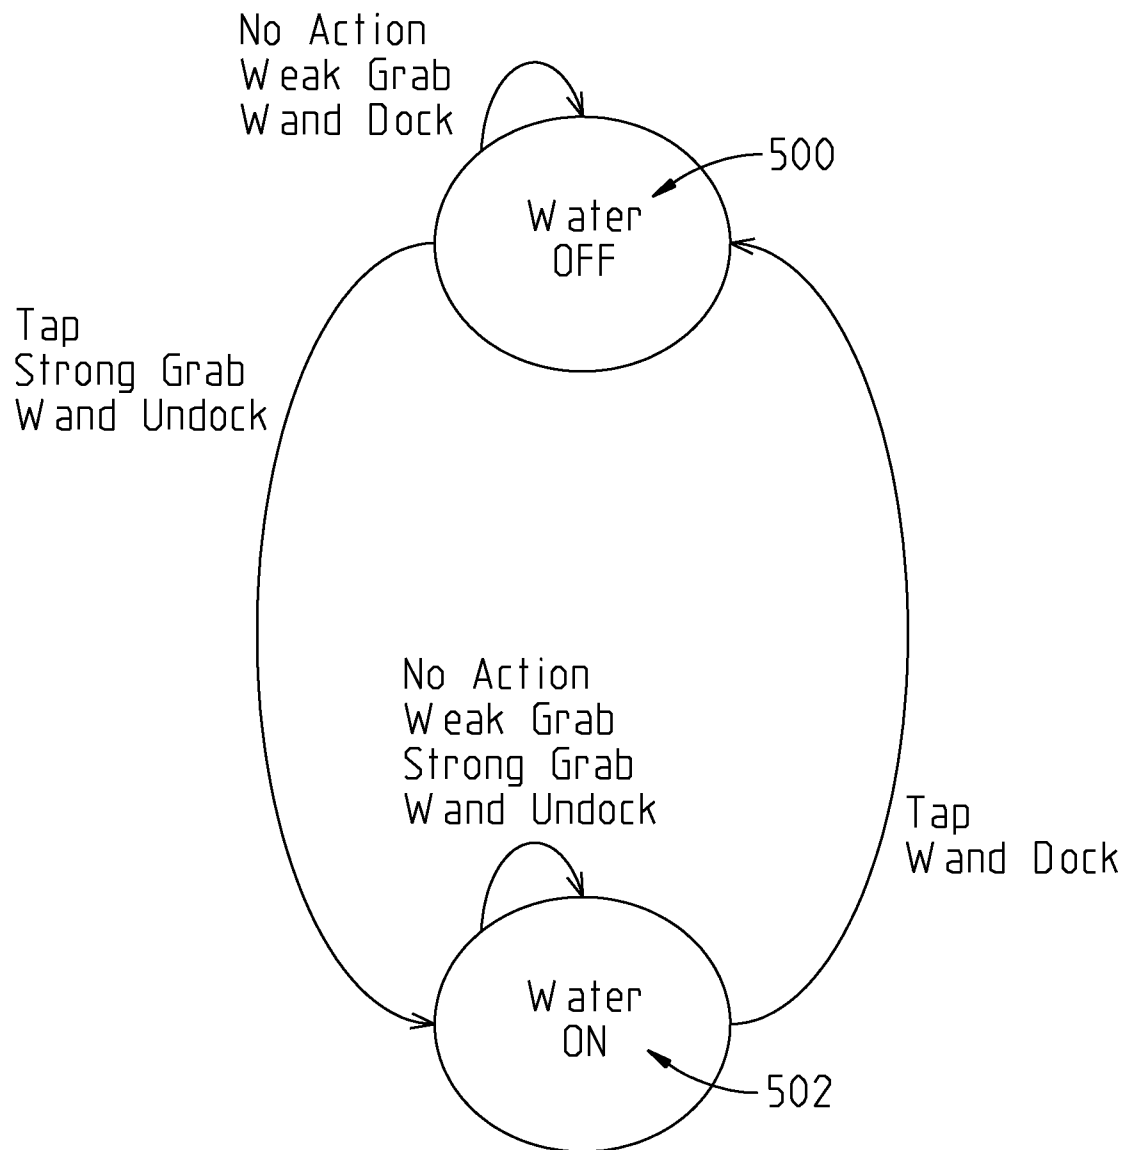 No Action
Weak Grab
Wand Dock
500
Water
OFF
Tap
Strong Grab
Wand Undock
No Action
Weak Grab
Strong Grab
Wand Undock
Tap
Wand Dock
Water
ON
502